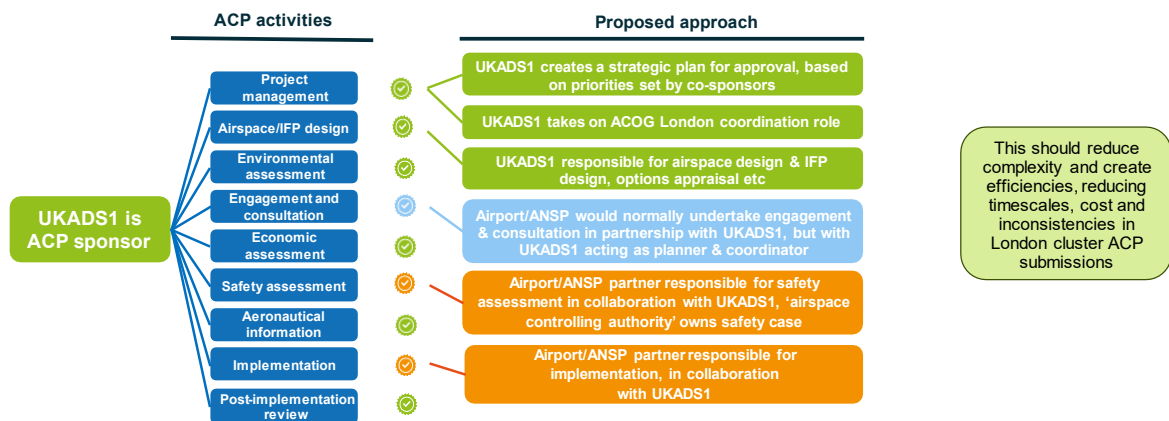 ACP activities
Proposed approach
UKADS1 is
ACP sponsor
Project
management
Airspace/IFP design
Environmental
assessment
Engagement and
consultation
Economic
assessment
Safety assessment
Aeronautical
information
Implementation
Post-implementation
review
UKADS1 creates a strategic plan for approval, based
on priorities set by co-sponsors
UKADS1 takes on ACOG London coordination role
UKADS1 responsible for airspace design & IFP
design, options appraisal etc
Airport/ANSP would normally undertake engagement
& consultation in partnership with UKADS1, but with
UKADS1 acting as planner & coordinator
Airport/ANSP partner responsible for safety
assessment in collaboration with UKADS1, ‘airspace
controlling authority’ owns safety case
Airport/ANSP partner responsible for
implementation, in collaboration
with UKADS1
This should reduce
complexity and create
efficiencies, reducing
timescales, cost and
inconsistencies in
London cluster ACP
submissions